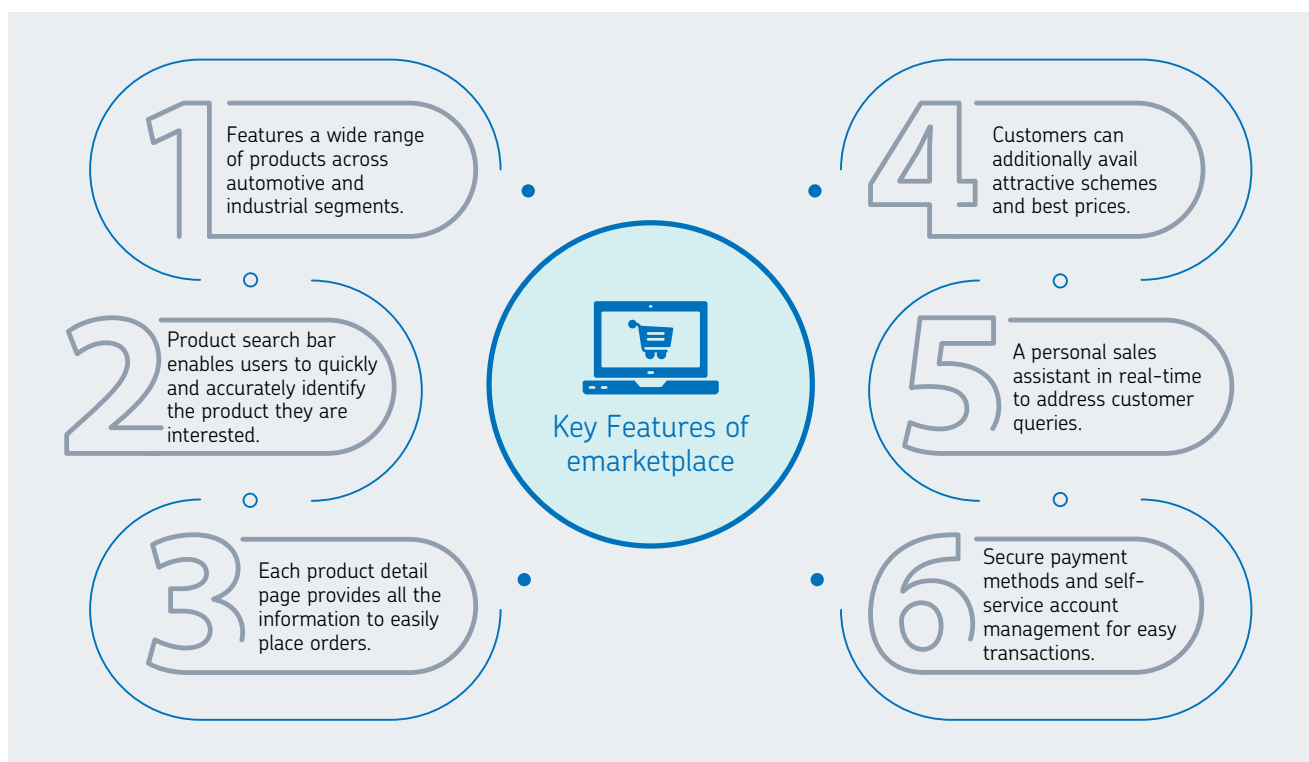 1
Features a wide range
of products across
automotive and
industrial segments.
2
Product search bar
enables users to quickly
and accurately identify
the product they are
interested.
3
Each product detail
page provides all the
information to easily
place orders.
Key Features of
emarketplace
4
Customers can
additionally avail
attractive schemes
and best prices.
5
A personal sales
assistant in real-time
to address customer
queries.
6
Secure payment
methods and self-
service account
management for easy
transactions.